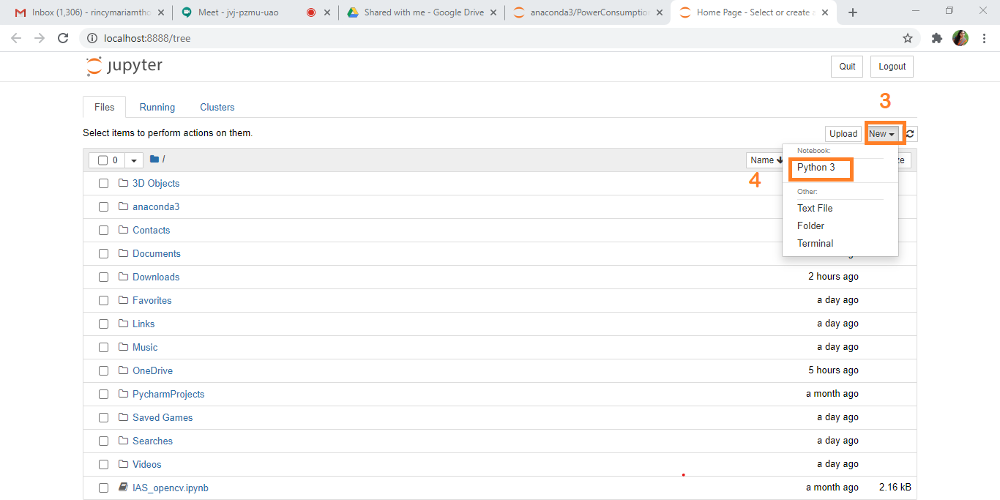 Inbox (1,306) - rincymariamtho
Meet - jvj-pzmu-uao
Shared with me - Google Drive
anaconda3/PowerConsumptio
Home Page - Select or create a
localhost:8888/tree
jupyter
Quit
Logout
Files
Running
Clusters
3
Select items to perform actions on them.
Upload
New
0
/
Name
ze
Notebook:
Python 3
4
Other:
Text File
Folder
Terminal
3D Objects
anaconda3
Contacts
Documents
Downloads 2 hours ago
Favorites a day ago
Links a day ago
Music a day ago
OneDrive 5 hours ago
PycharmProjects a month ago
Saved Games a day ago
Searches a day ago
Videos a day ago
IAS_opencv.ipynb a month ago 2.16 kB